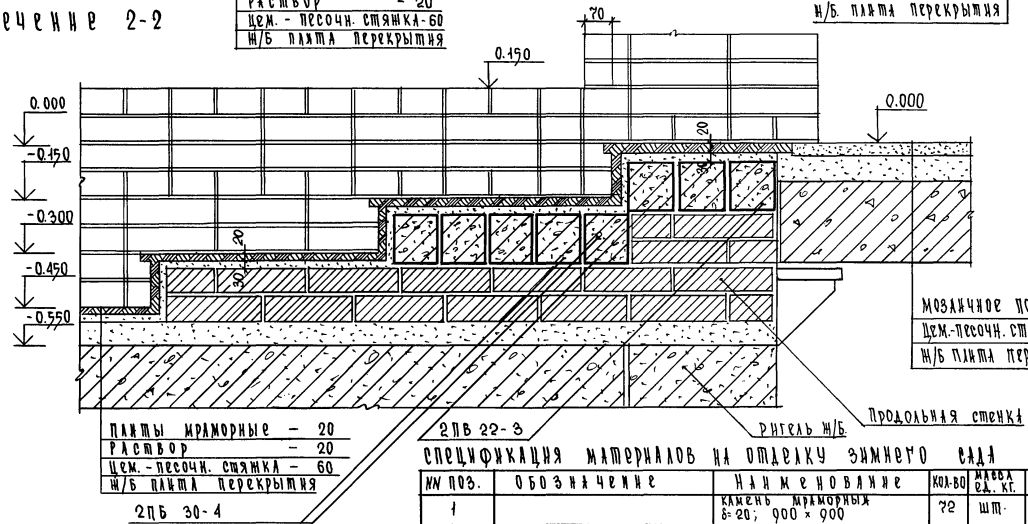 ечение 2-2
РАСТВОР - 20
ЦЕМ. - ПЕСОЧН. СТЯЖКА-60
Ж/Б ПЛИТА ПЕРЕКРЫТИЯ
Ж/Б. ПЛИТА ПЕРЕКРЫТИЯ
70
0.150
0.000
0.000
20
30
-0.150
-0.300
20
30
-0.450
-0.550
МОЗАИЧНОЕ ПО
ЦЕМ.-ПЕСОЧН. СТ
Ж/Б ПЛИТА ПЕР
ПРОДОЛЬНАЯ СТЕНКА
РИГЕЛЬ Ж/Б.
2ПБ 22-3
ПЛИТЫ МРАМОРНЫЕ - 20
РАСТВОР - 20
ЦЕМ. - ПЕСОЧН. СТЯЖКА - 60
Ж/Б ПЛИТА ПЕРЕКРЫТИЯ
2ПБ 30-4
СПЕЦИФИКАЦИЯ МАТЕРИАЛОВ НА ОТДЕЛКУ ЗИМНЕГО САДА
NN ПОЗ. ОБОЗНАЧЕНИЕ НАИМЕНОВАНИЕ КОЛ-ВО МАССА ЕД. КГ.
1 КАМЕНЬ МРАМОРНЫЙ 72 ШТ.
δ=20; 900 × 900